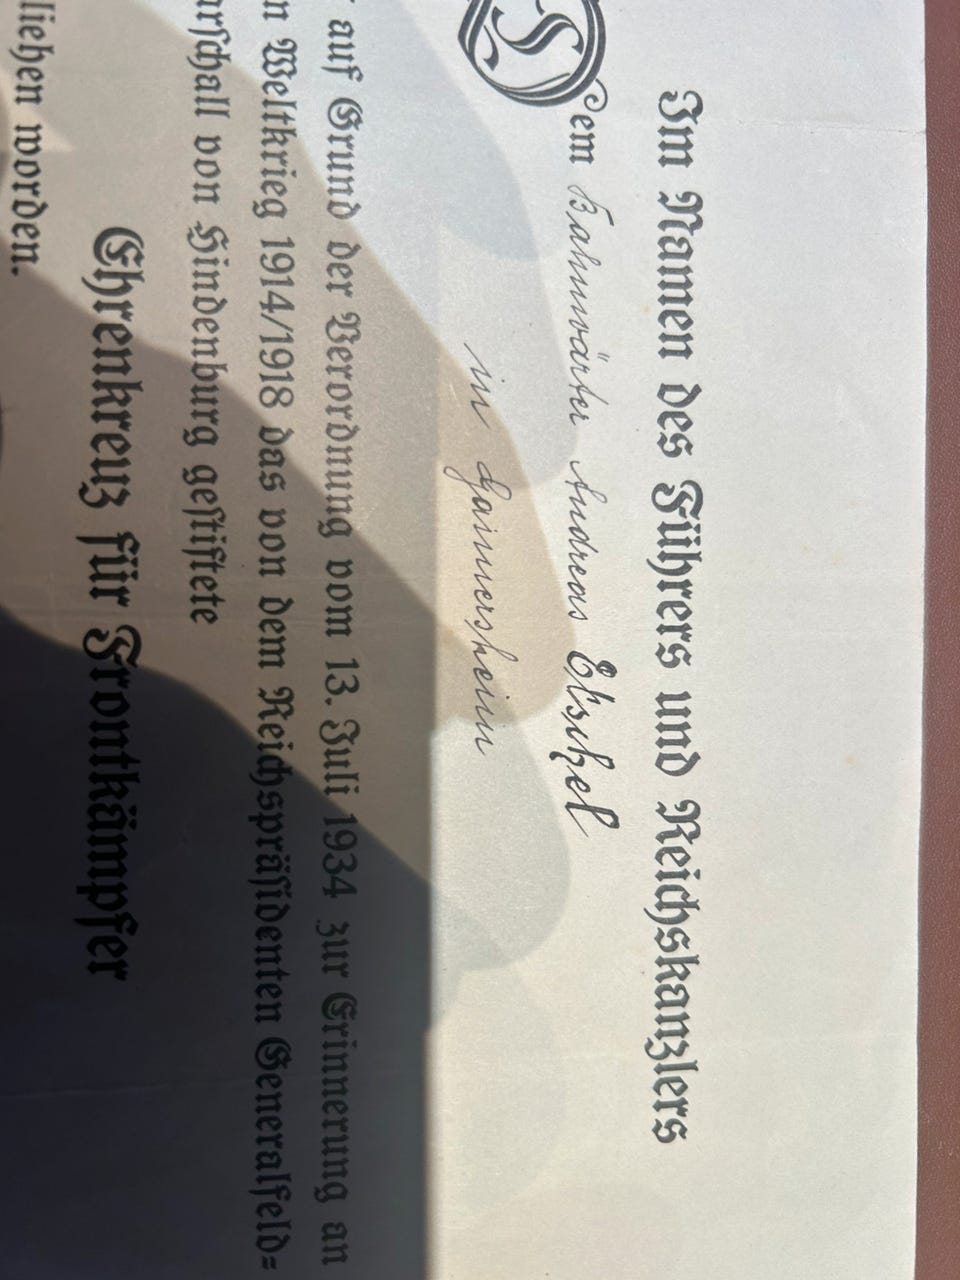 Im Namen des Führers und Reichskanzlers
Dem Bahnwärter Andreas
in Gaimersheim
auf Grund der Verordnung vom 13. Juli 1934 zur Erinnerung an
n Weltkrieg 1914/1918 das von dem Reichspräsidenten Generalfeld=
arschall von Hindenburg gestiftete
Ehrenkreuz für Frontkämpfer
liehen worden.